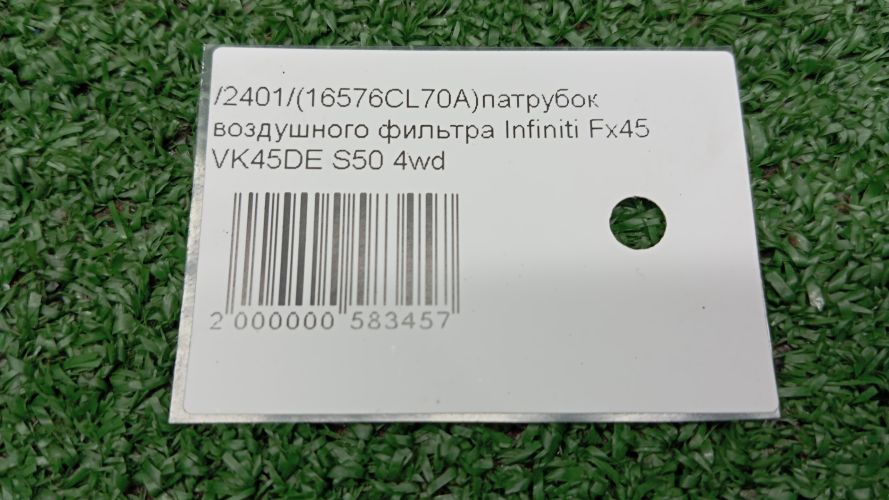 /2401/(16576CL70A)патрубок
воздушного фильтра Infiniti Fx45
VK45DE S50 4wd
2 000000 583457